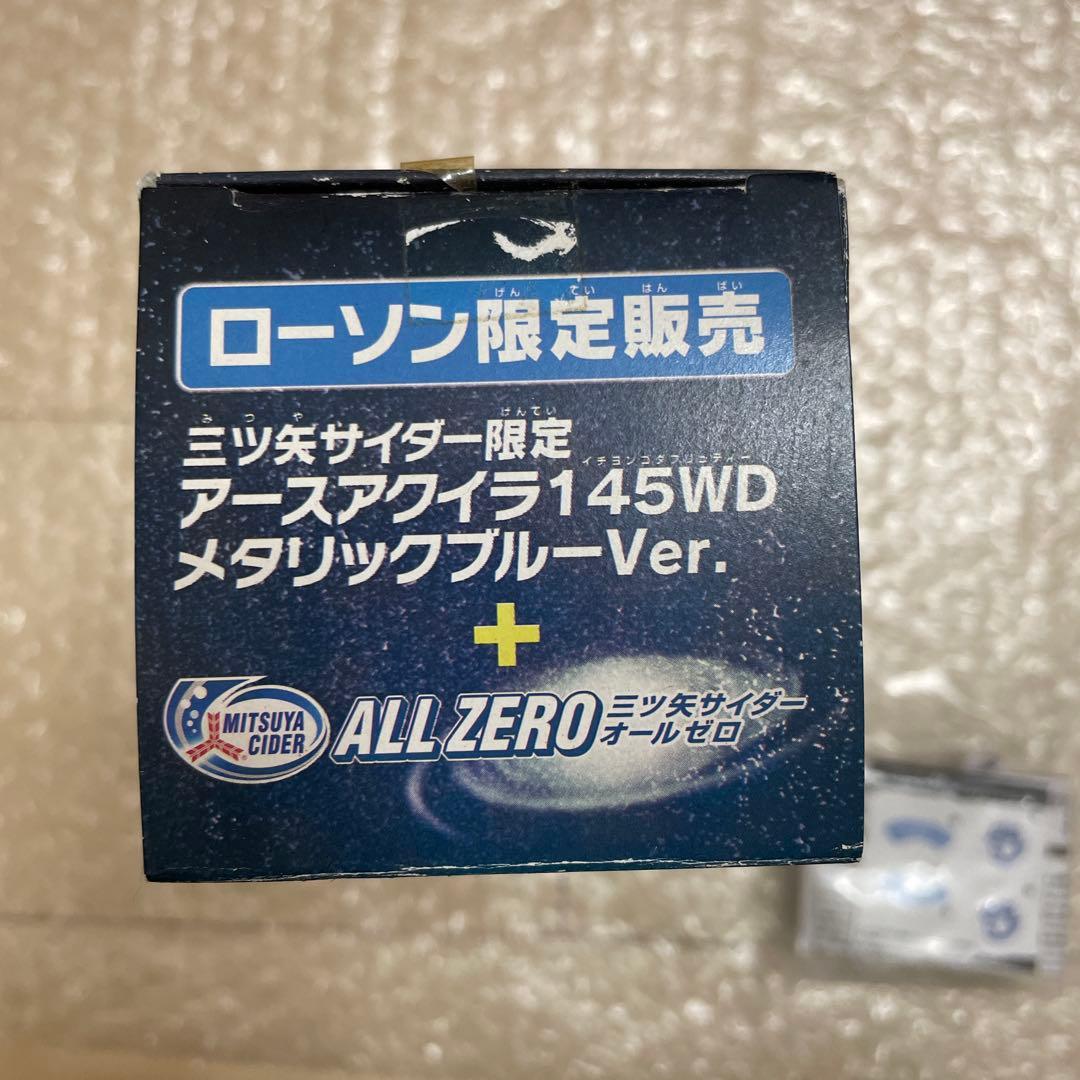 げん てい はん ばい
ローソン限定販売
みつや げんてい
三ツ矢サイダー限定
イチヨンゴダブリュディー
アースアクイラ145WD
メタリックブルーVer.
+
MITSUYA
CIDER
ALL ZERO
三ツ矢サイダー
オールゼロ